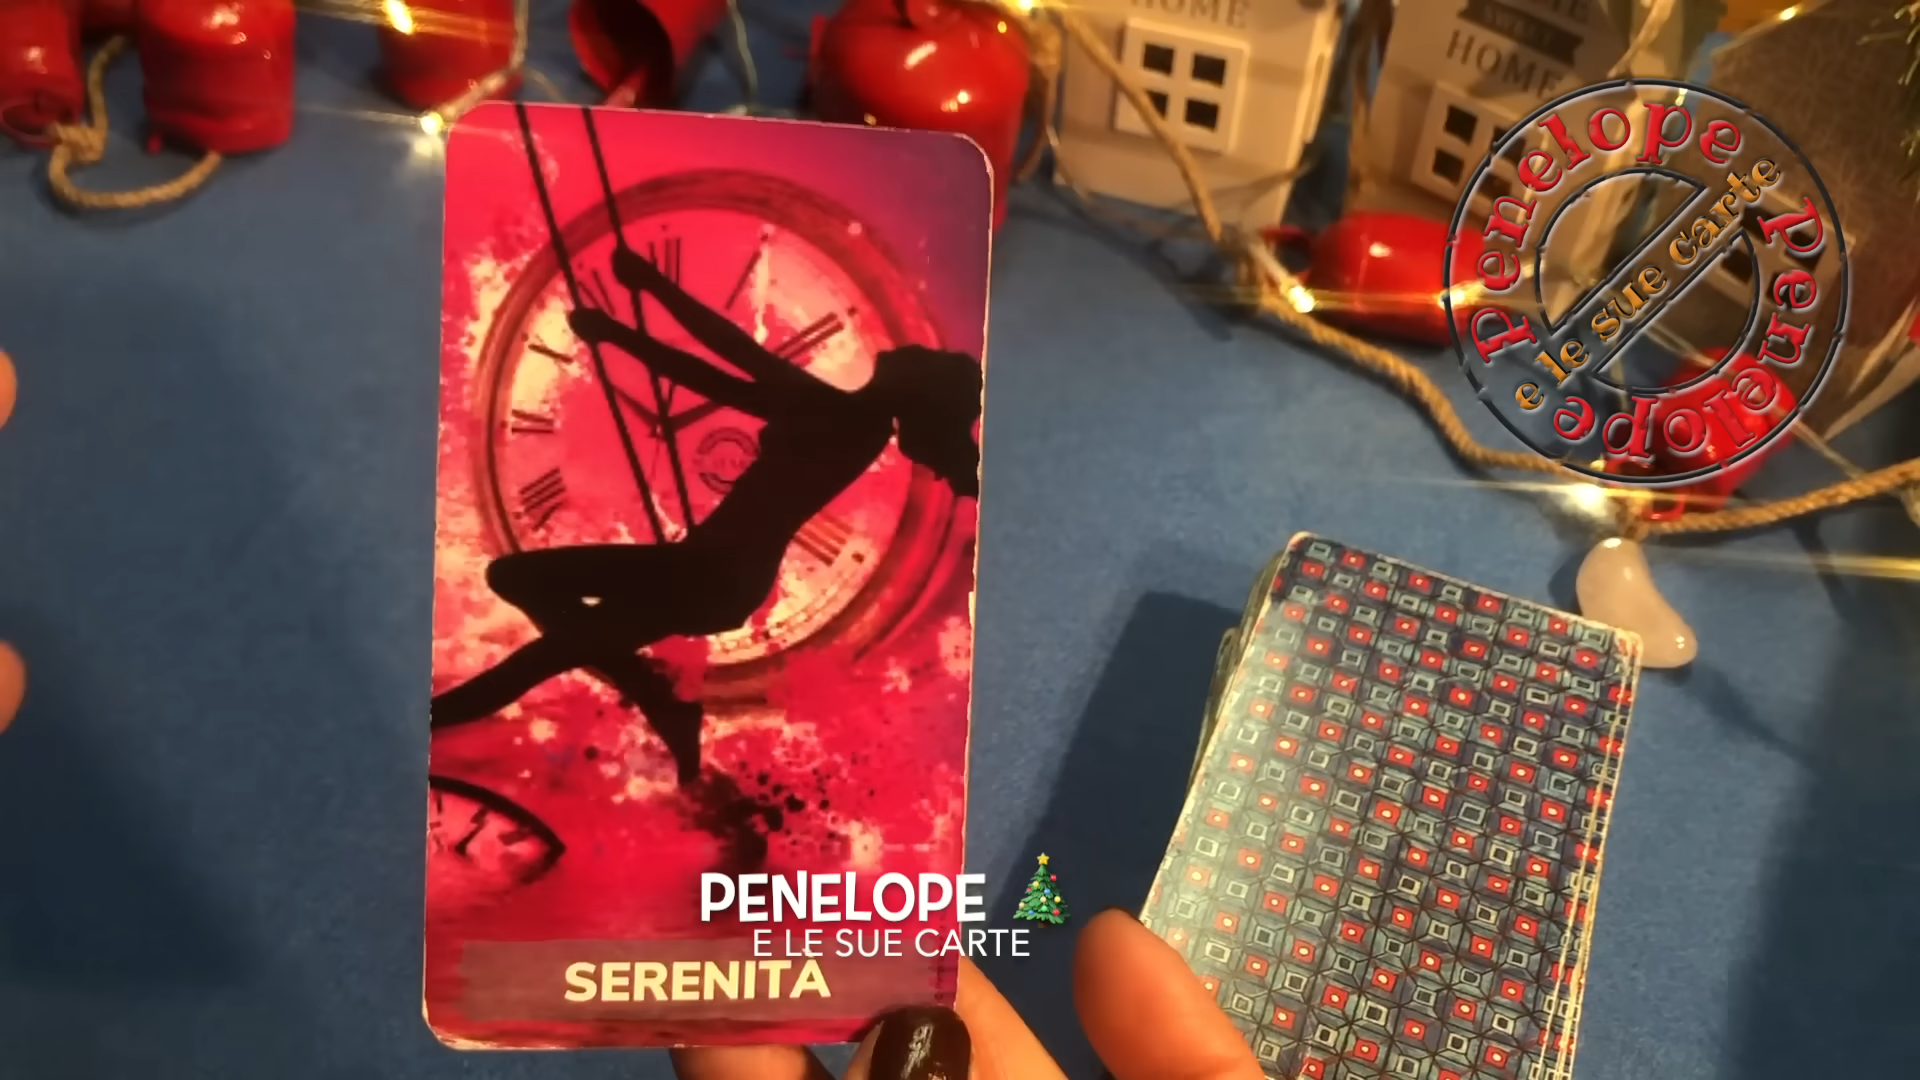 HOME
HOME
Penelope
e le sue carte
Penelope
PENELOPE
E LE SUE CARTE
SERENITÀ